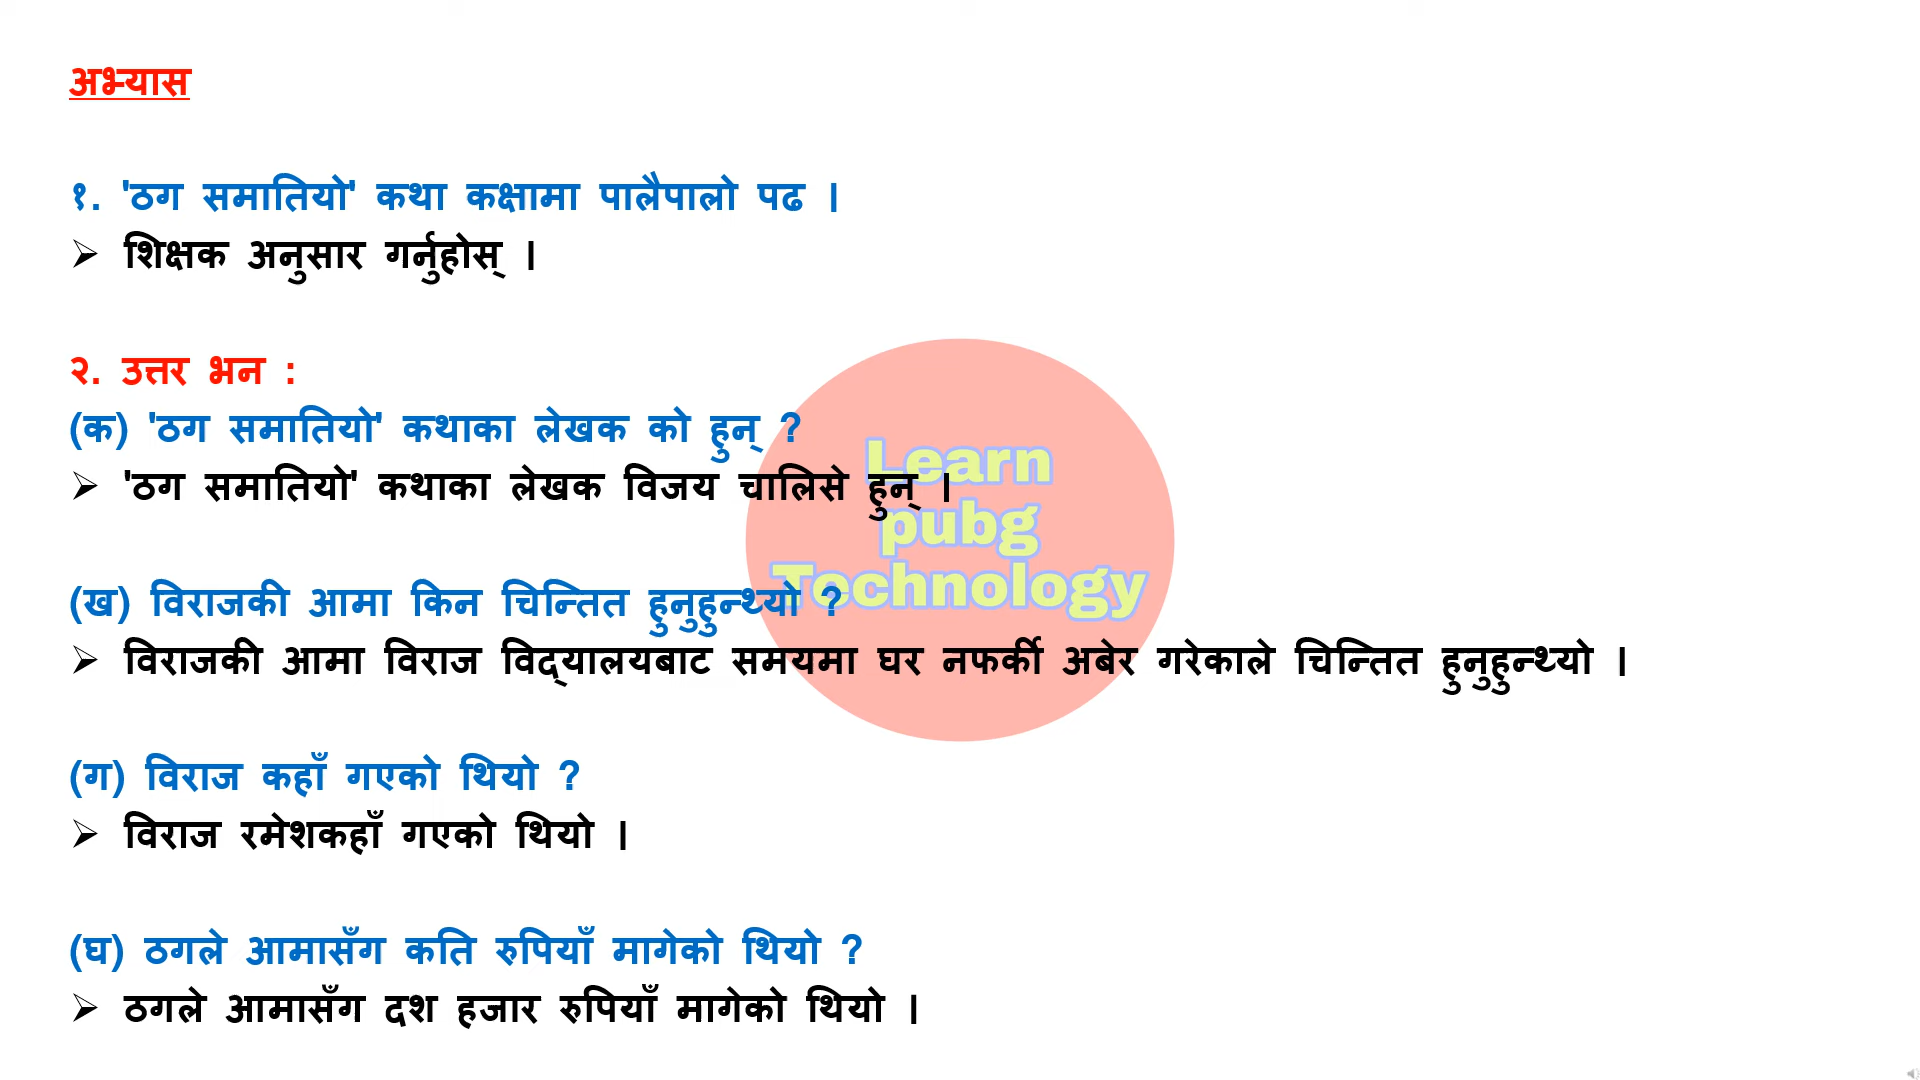 अभ्यास
१. 'ठग समातियो' कथा कक्षामा पालैपालो पढ ।
➢ शिक्षक अनुसार गर्नुहोस् ।
२. उत्तर भन :
(क) 'ठग समातियो' कथाका लेखक को हुन् ?
➢ 'ठग समातियो' कथाका लेखक विजय चालिसे हुन् ।
(ख) विराजकी आमा किन चिन्तित हुनुहुन्थ्यो ?
➢ विराजकी आमा विराज विद्यालयबाट समयमा घर नफर्की अबेर गरेकाले चिन्तित हुनुहुन्थ्यो ।
(ग) विराज कहाँ गएको थियो ?
➢ विराज रमेशकहाँ गएको थियो ।
(घ) ठगले आमासँग कति रुपियाँ मागेको थियो ?
➢ ठगले आमासँग दश हजार रुपियाँ मागेको थियो ।
Learn
pubg
Technology